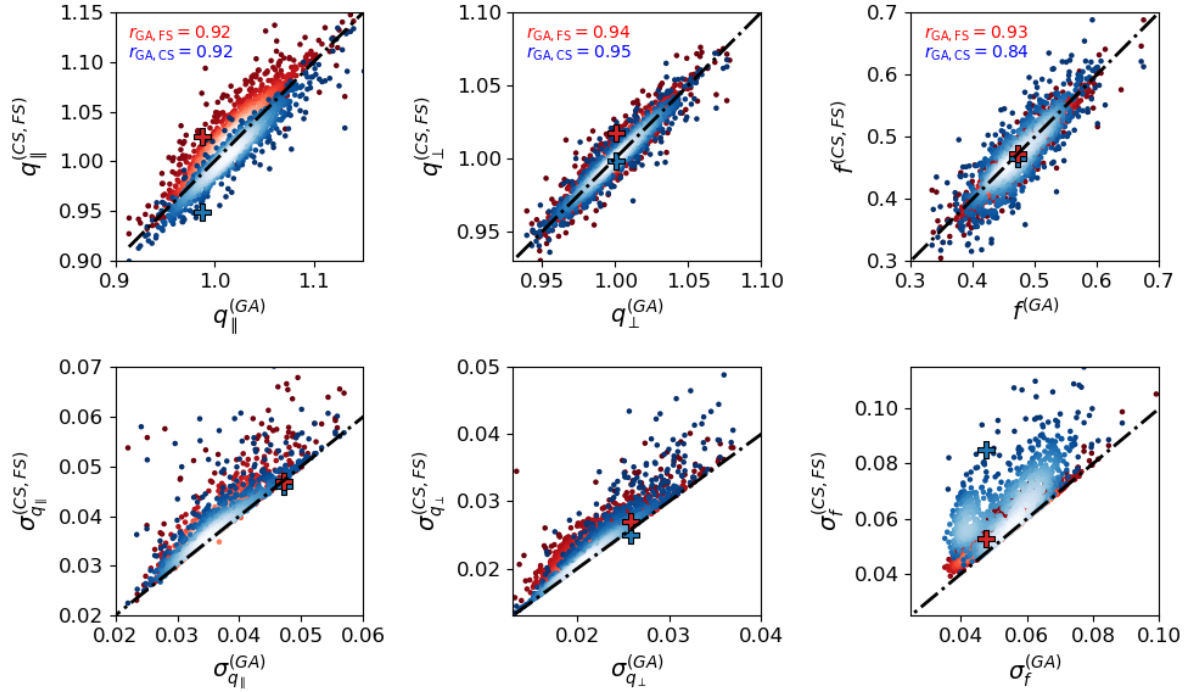 r_GA,FS = 0.92
r_GA,CS = 0.92
1.15
1.10
1.05
1.00
0.95
0.90
q_∥^(CS,FS)
0.9 1.0 1.1
q_∥^(GA)
r_GA,FS = 0.94
r_GA,CS = 0.95
1.10
1.05
1.00
0.95
q_⊥^(CS,FS)
0.95 1.00 1.05 1.10
q_⊥^(GA)
r_GA,FS = 0.93
r_GA,CS = 0.84
0.7
0.6
0.5
0.4
0.3
f^(CS,FS)
0.3 0.4 0.5 0.6 0.7
f^(GA)
0.07
0.06
0.05
0.04
0.03
0.02
σ_q_∥^(CS,FS)
0.02 0.03 0.04 0.05 0.06
σ_q_∥^(GA)
0.05
0.04
0.03
0.02
σ_q_⊥^(CS,FS)
0.02 0.03 0.04
σ_q_⊥^(GA)
0.10
0.08
0.06
0.04
σ_f^(CS,FS)
0.04 0.06 0.08 0.10
σ_f^(GA)